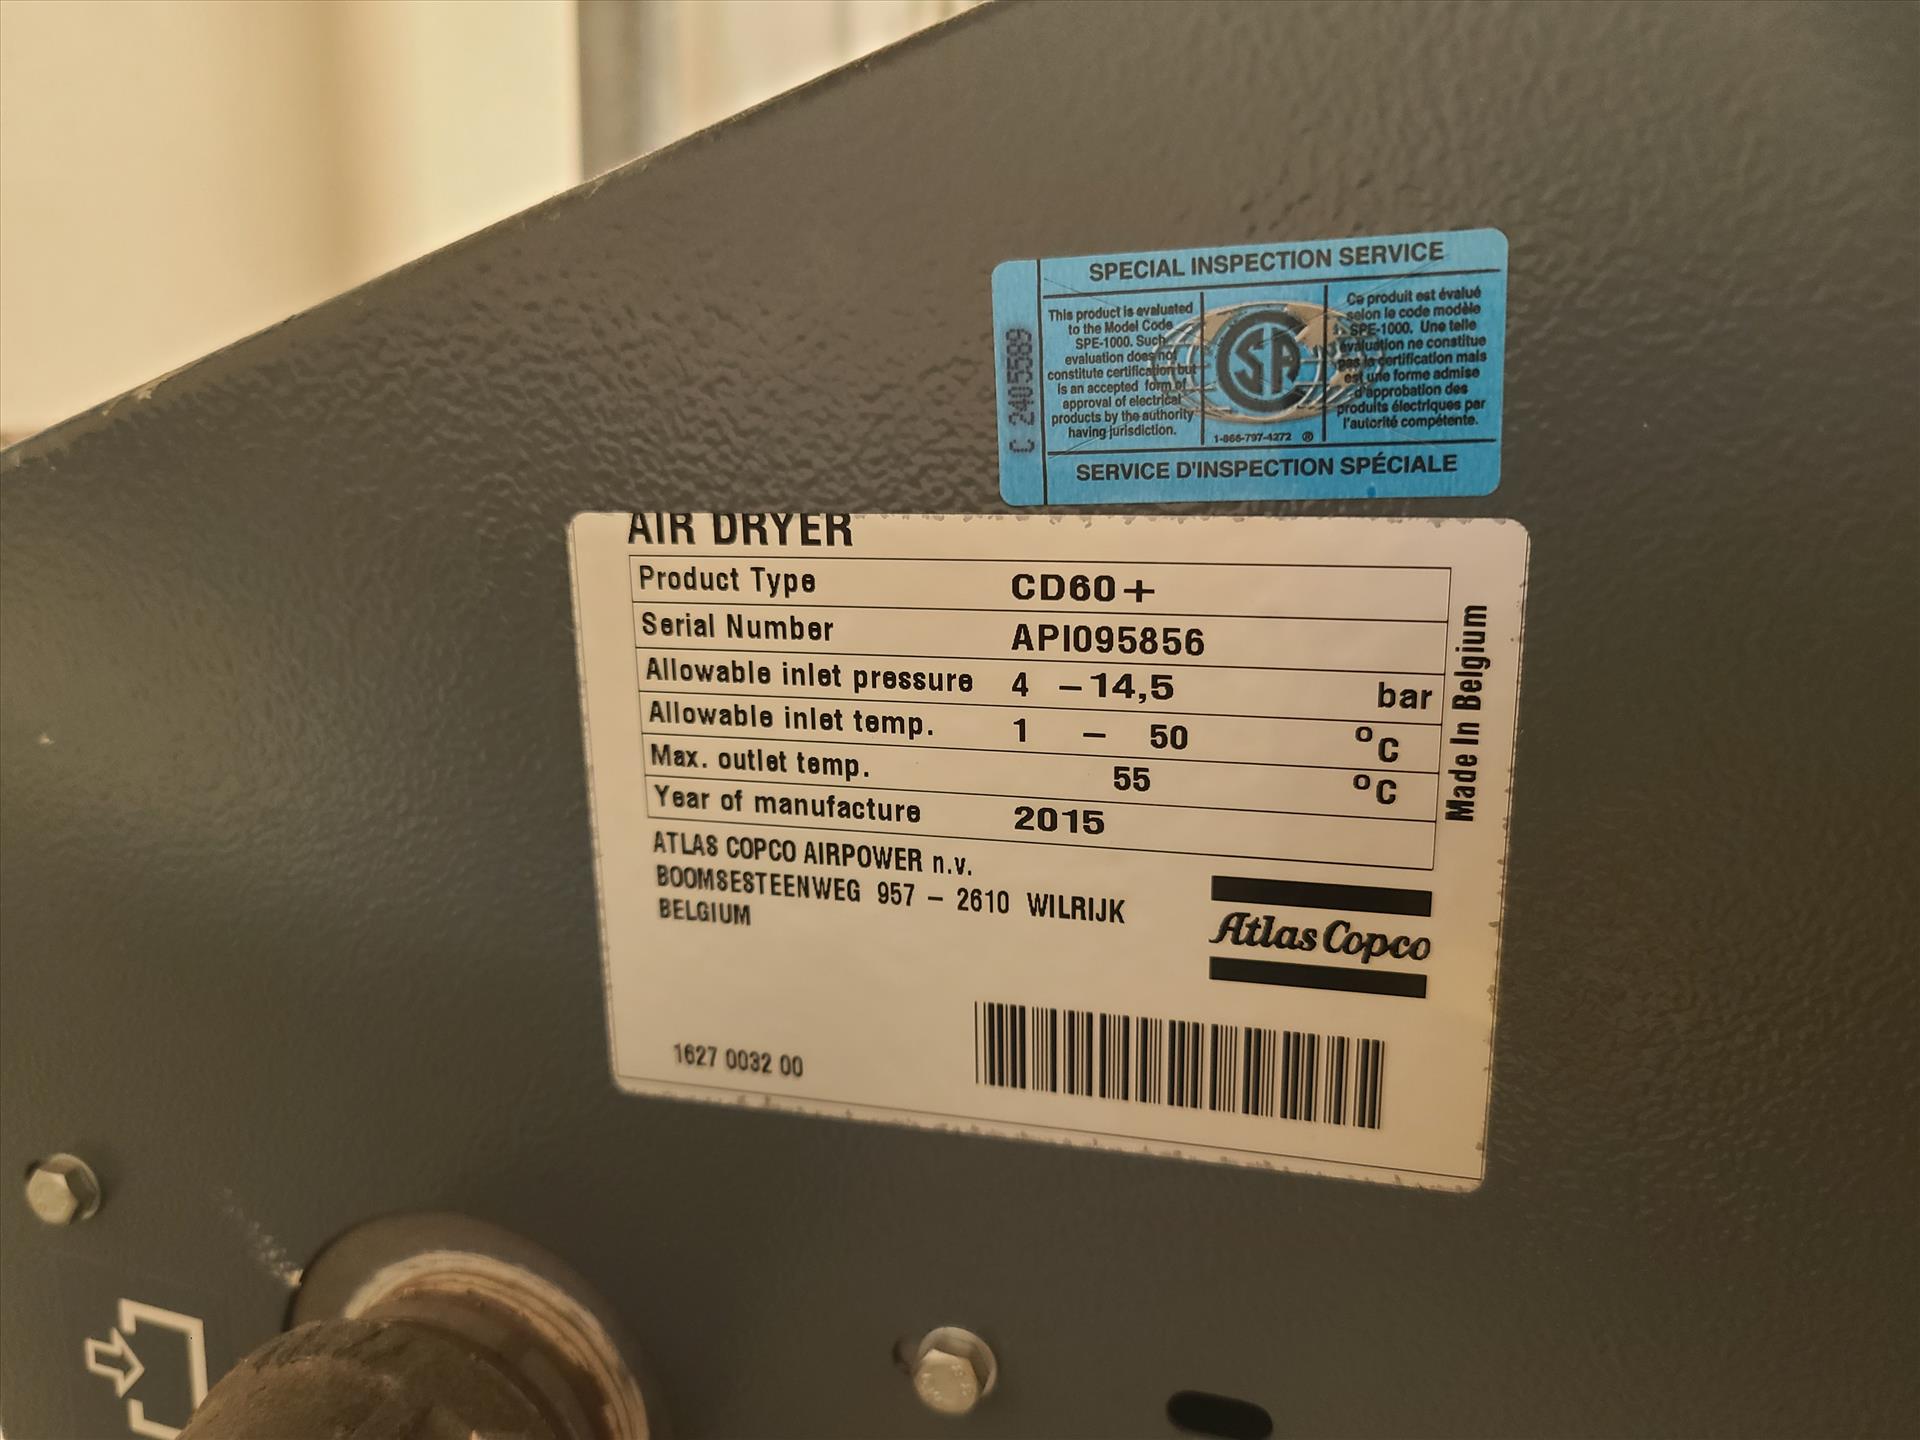 SPECIAL INSPECTION SERVICE
C 2405589
This product is evaluated
to the Model Code
SPE-1000. Such
evaluation does not
constitute certification but
is an accepted form of
approval of electrical
products by the authority
having jurisdiction.
SA
1-866-797-4272 ®
Ce produit est évalué
selon le code modèle
SPE-1000. Une telle
évaluation ne constitue
pas la certification mais
est une forme admise
d'approbation des
produits électriques par
l'autorité compétente.
SERVICE D'INSPECTION SPÉCIALE
AIR DRYER
Product Type CD60+
Serial Number API095856
Allowable inlet pressure 4 -14,5 bar
Allowable inlet temp. 1 - 50 °C
Max. outlet temp. 55 °C
Year of manufacture 2015
Made In Belgium
ATLAS COPCO AIRPOWER n.v.
BOOMSESTEENWEG 957 - 2610 WILRIJK
BELGIUM
Atlas Copco
1627 0032 00